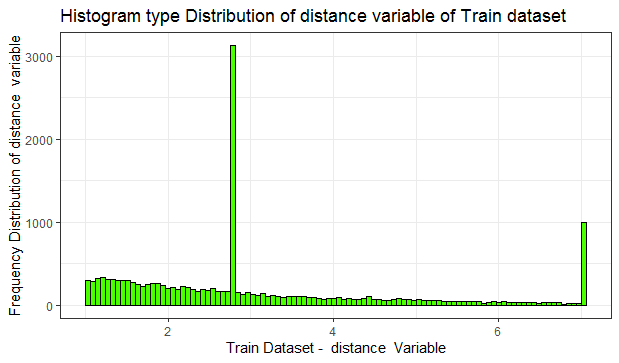 Histogram type Distribution of distance variable of Train dataset
Frequency Distribution of distance variable
3000
2000
1000
0
2 4 6
Train Dataset - distance Variable